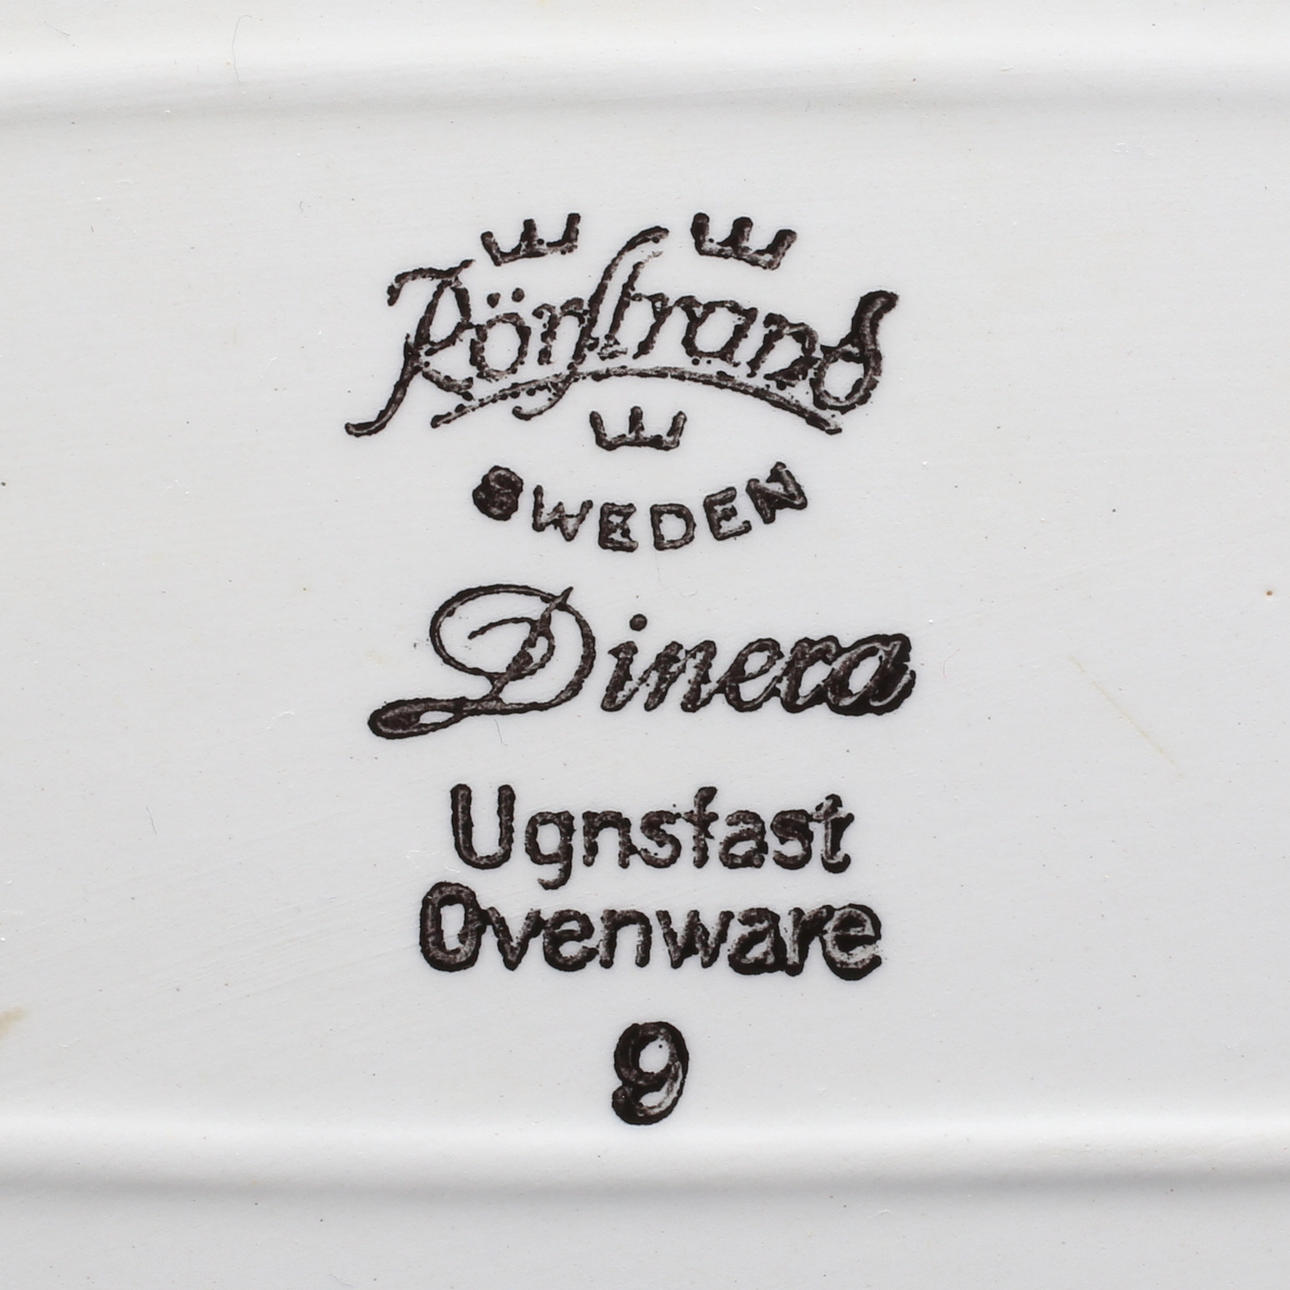 Rörstrand
SWEDEN
Dinera
Ugnsfast
Ovenware
9